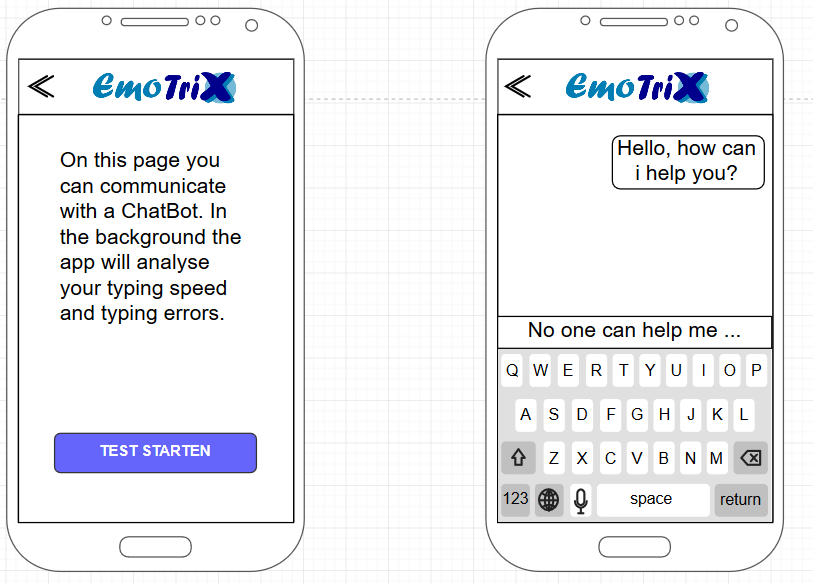 EmoTriX
On this page you
can communicate
with a ChatBot. In
the background the
app will analyse
your typing speed
and typing errors.
TEST STARTEN
EmoTriX
Hello, how can
i help you?
No one can help me ...
Q W E R T Y U I O P
A S D F G H J K L
Z X C V B N M
123 space return